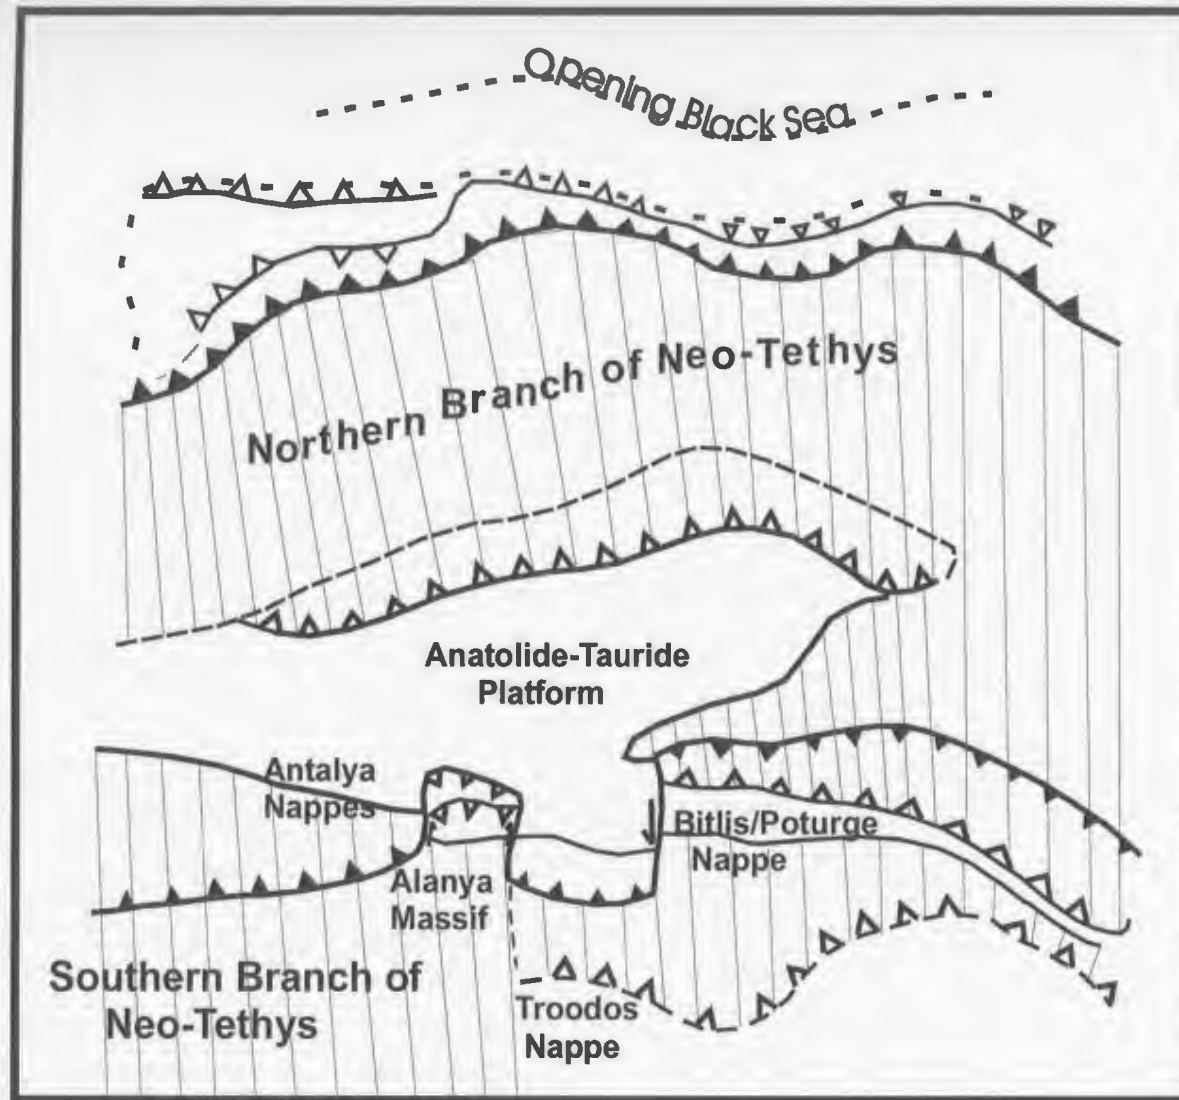 Opening Black Sea
Northern Branch of Neo-Tethys
Anatolide-Tauride
Platform
Antalya
Nappes
Bitlis/Poturge
Nappe
Alanya
Massif
Southern Branch of
Neo-Tethys
Troodos
Nappe